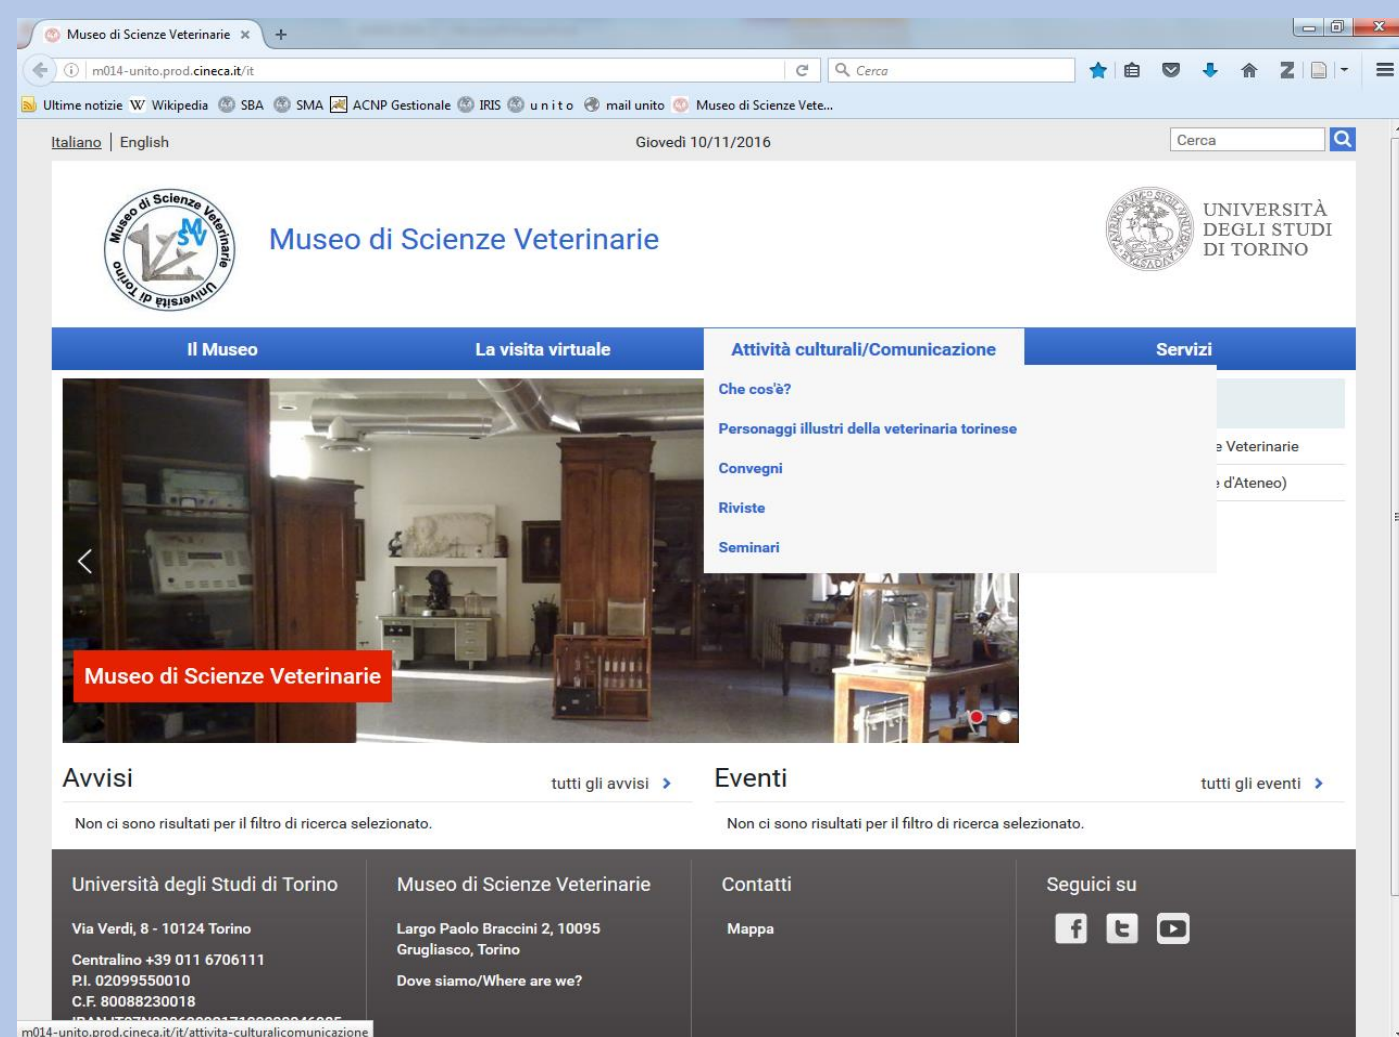 Museo di Scienze Veterinarie
m014-unito.prod.cineca.it/it
Cerca
Ultime notizie W Wikipedia SBA SMA ACNP Gestionale IRIS u n i t o mail unito Museo di Scienze Vete...
Italiano | English
Giovedì 10/11/2016
Cerca
Museo di Scienze Veterinarie
MSV
Università di Torino
Museo di Scienze Veterinarie
UNIVERSITÀ
DEGLI STUDI
DI TORINO
Il Museo
La visita virtuale
Attività culturali/Comunicazione
Servizi
Che cos'è?
Personaggi illustri della veterinaria torinese
Convegni
Riviste
Seminari
Veterinarie
d'Ateneo)
Museo di Scienze Veterinarie
Avvisi
tutti gli avvisi
Non ci sono risultati per il filtro di ricerca selezionato.
Eventi
tutti gli eventi
Non ci sono risultati per il filtro di ricerca selezionato.
Università degli Studi di Torino
Via Verdi, 8 - 10124 Torino
Centralino +39 011 6706111
P.I. 02099550010
C.F. 80088230018
Museo di Scienze Veterinarie
Largo Paolo Braccini 2, 10095
Grugliasco, Torino
Dove siamo/Where are we?
Contatti
Mappa
Seguici su
m014-unito.prod.cineca.it/it/attivita-culturalicomunicazione